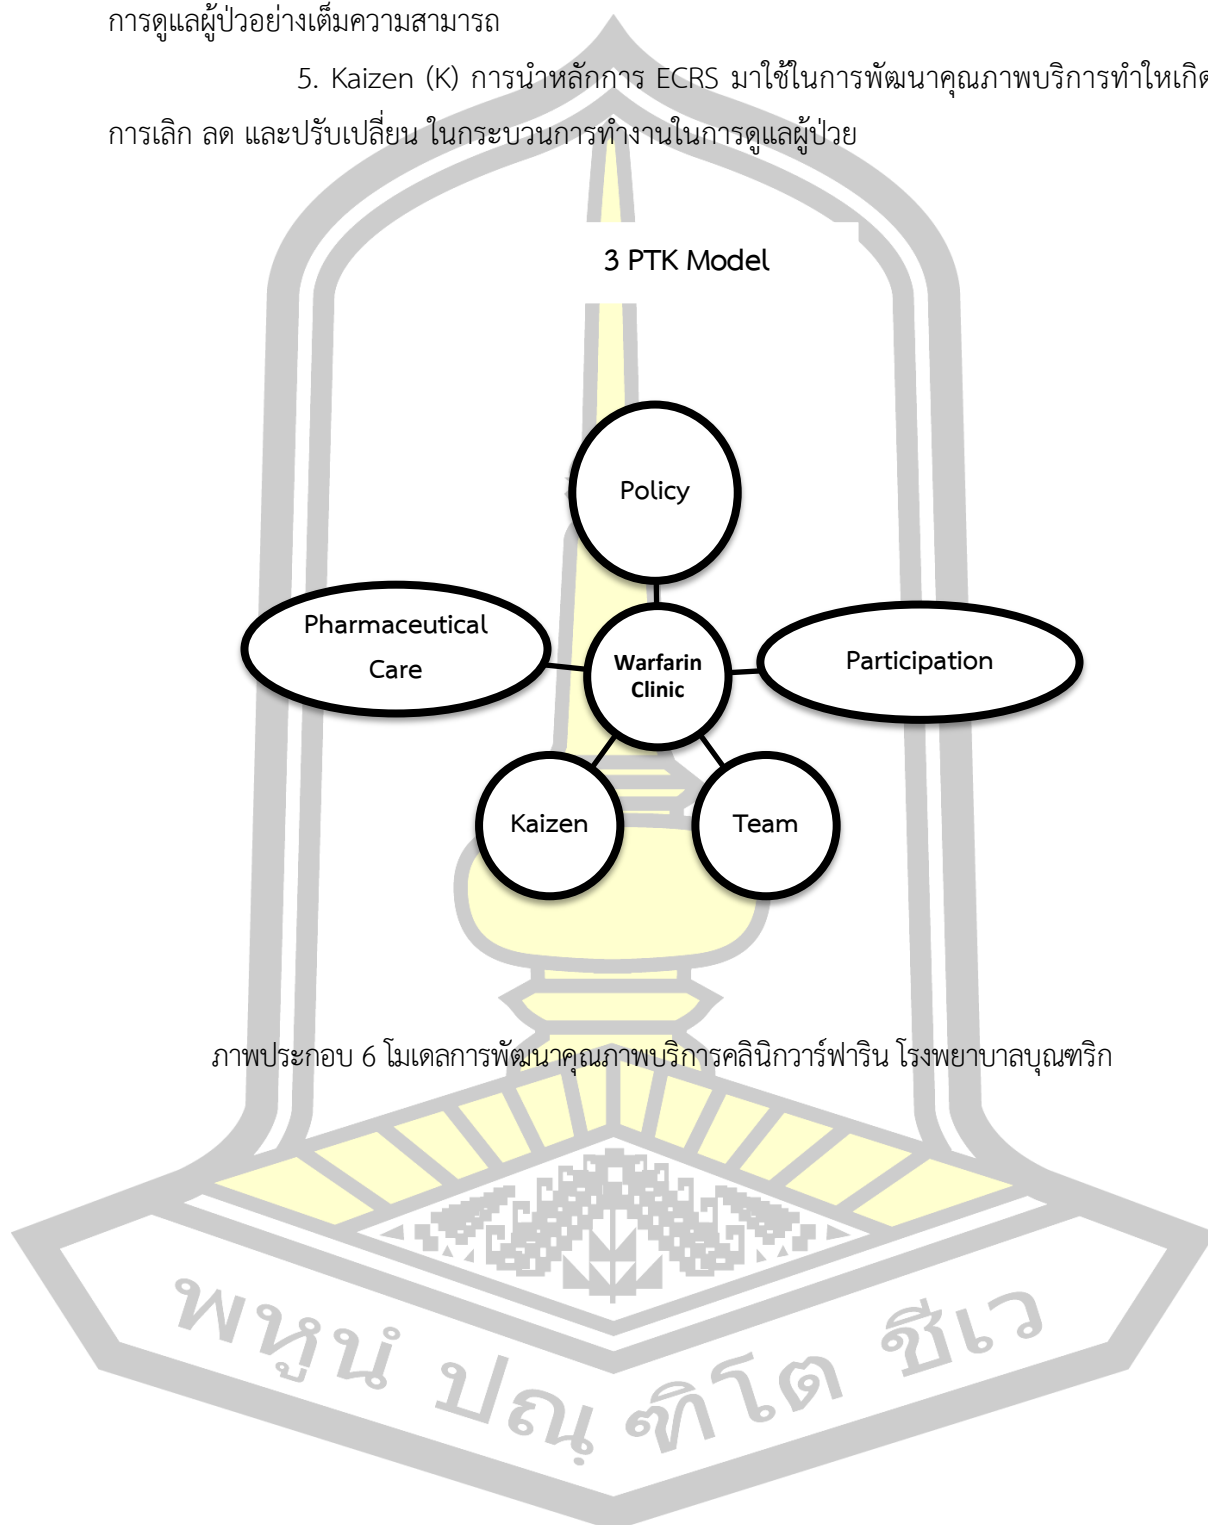 การดูแลผู้ป่วอย่างเต็มความสามารถ
5. Kaizen (K) การนำหลักการ ECRS มาใช้ในการพัฒนาคุณภาพบริการทำใหเกิด
การเลิก ลด และปรับเปลี่ยน ในกระบวนการทำงานในการดูแลผู้ป่วย
3 PTK Model
Policy
Pharmaceutical
Care
Warfarin
Clinic
Participation
Kaizen
Team
ภาพประกอบ 6 โมเดลการพัฒนาคุณภาพบริการคลินิกวาร์ฟาริน โรงพยาบาลบุณฑริก
พหูนํ ปณฺฑิโต ชีเว